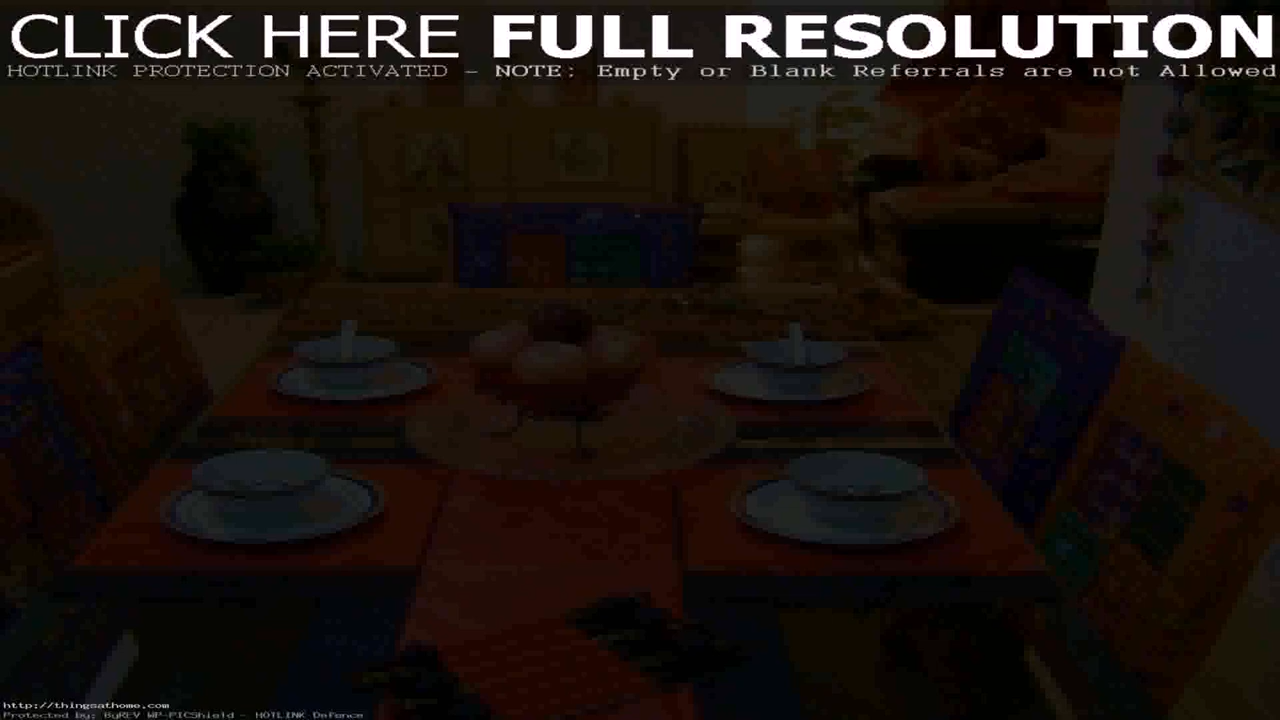 CLICK HERE FULL RESOLUTION
HOTLINK PROTECTION ACTIVATED - NOTE: Empty or Blank Referrals are not Allowed
http://thingsathome.com
Protected by: ByREV WP-PICShield - HOTLINK Defence